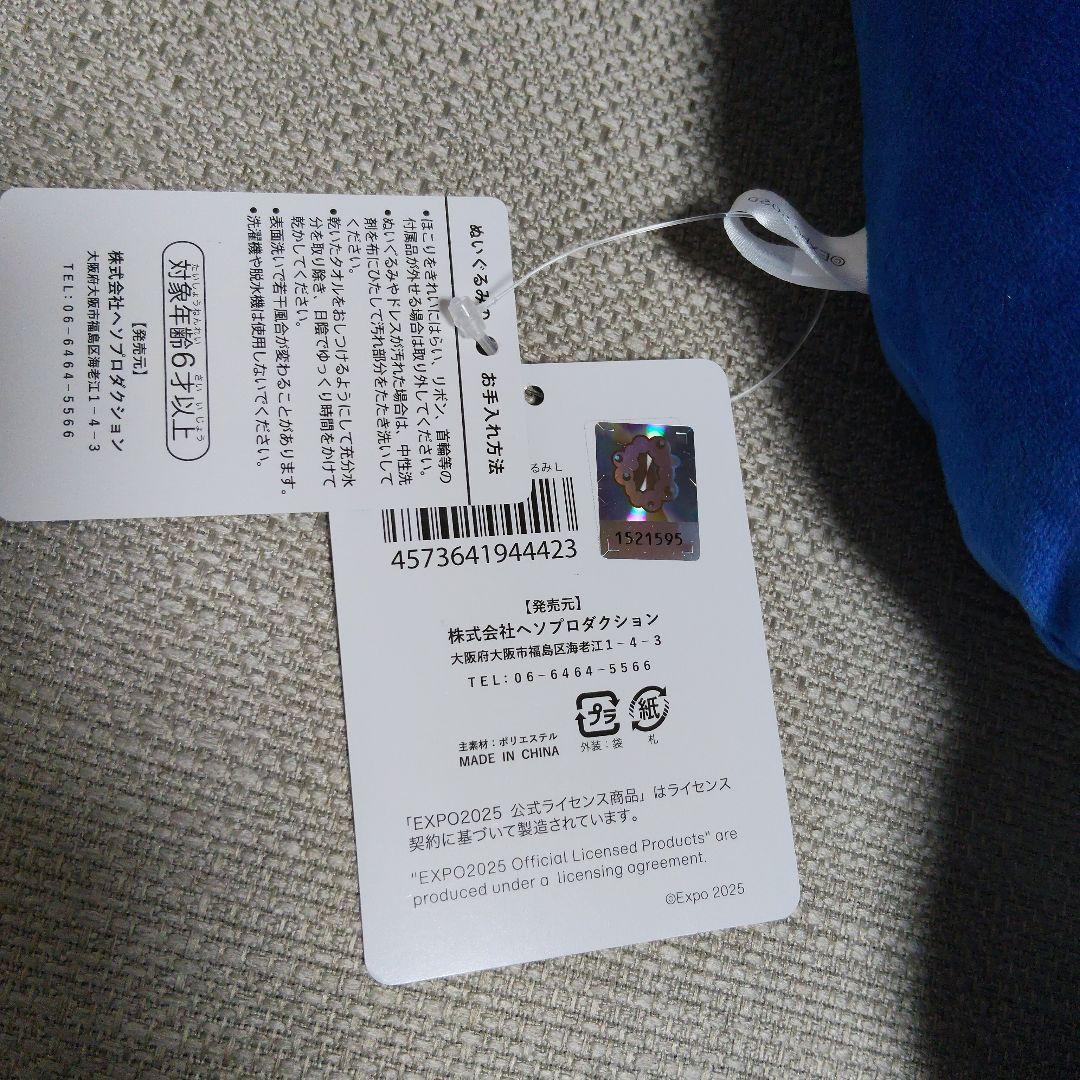 ぬいぐるみの お手入れ方法
•ほこりをきれいにはらい、リボン、首輪等の
付属品が外せる場合は取り外してください。
•ぬいぐるみやドレスが汚れた場合は、中性洗
剤を布にひたして汚れ部分をたたき洗いして
ください。
•乾いたタオルをおしつけるようにして充分水
分を取り除き、日陰でゆっくり時間をかけて
乾かしてください。
•表面洗いで若干風合が変わることがあります。
•洗濯機や脱水機は使用しないでください。
たいしょうねんれい さい いじょう
対象年齢6才以上
【発売元】
株式会社ヘソプロダクション
大阪府大阪市福島区海老江1-4-3
TEL:06-6464-5566
るみL
4573641944423
1521595
【発売元】
株式会社ヘソプロダクション
大阪府大阪市福島区海老江1-4-3
TEL:06-6464-5566
プラ 紙
外装:袋 札
主素材:ポリエステル
MADE IN CHINA
「EXPO2025 公式ライセンス商品」はライセンス
契約に基づいて製造されています。
"EXPO2025 Official Licensed Products" are
produced under a licensing agreement.
©Expo 2025